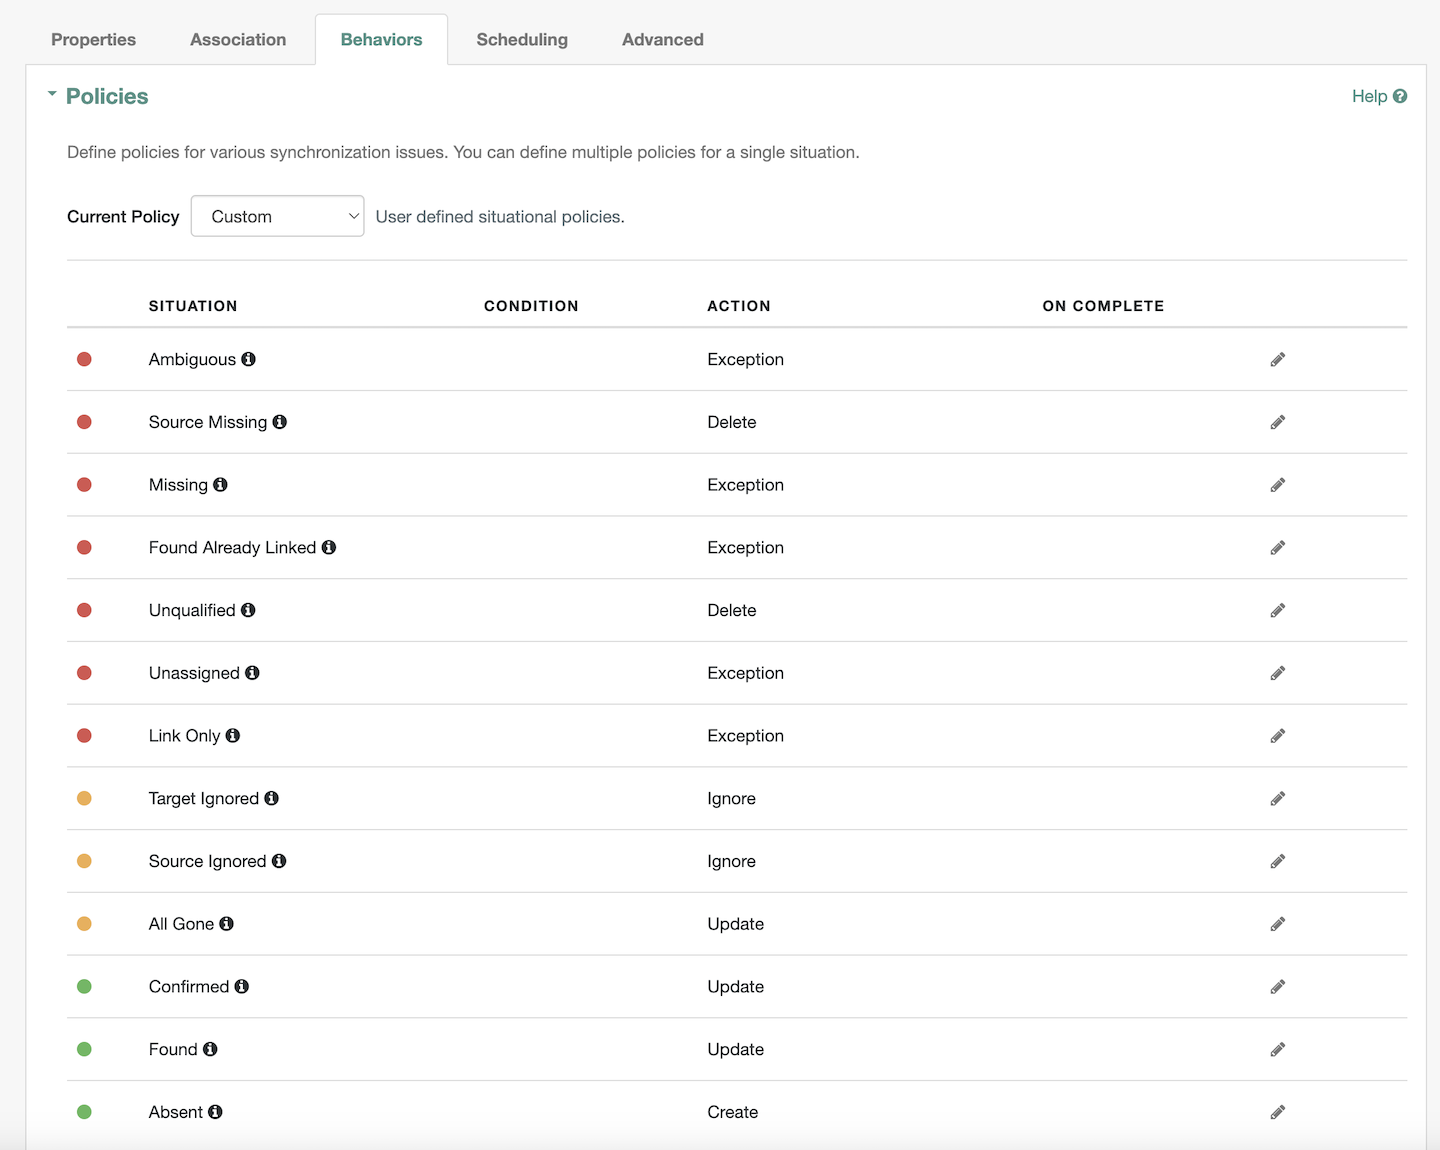 Properties Association Behaviors Scheduling Advanced
Policies Help
Define policies for various synchronization issues. You can define multiple policies for a single situation.
Current Policy Custom User defined situational policies.
SITUATION CONDITION ACTION ON COMPLETE
Ambiguous Exception
Source Missing Delete
Missing Exception
Found Already Linked Exception
Unqualified Delete
Unassigned Exception
Link Only Exception
Target Ignored Ignore
Source Ignored Ignore
All Gone Update
Confirmed Update
Found Update
Absent Create